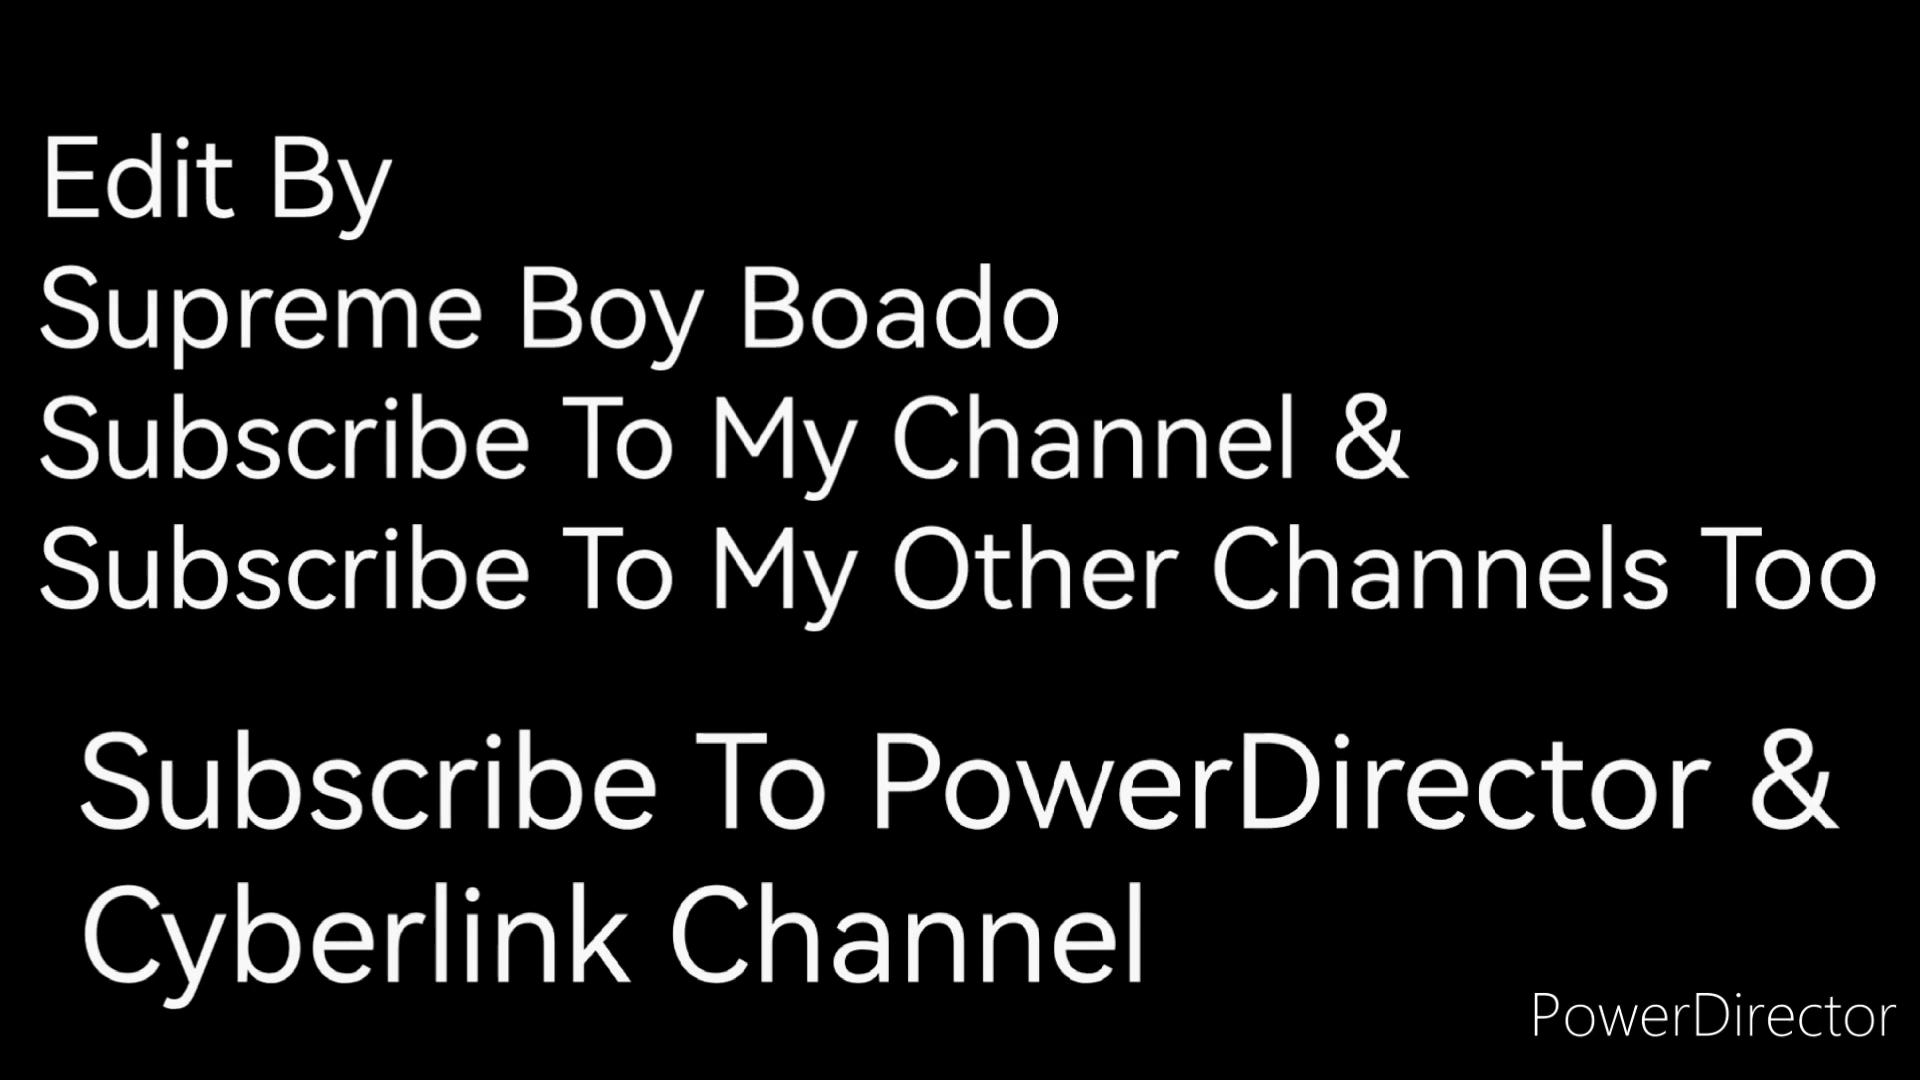 Edit By
Supreme Boy Boado
Subscribe To My Channel &
Subscribe To My Other Channels Too
Subscribe To PowerDirector &
Cyberlink Channel
PowerDirector